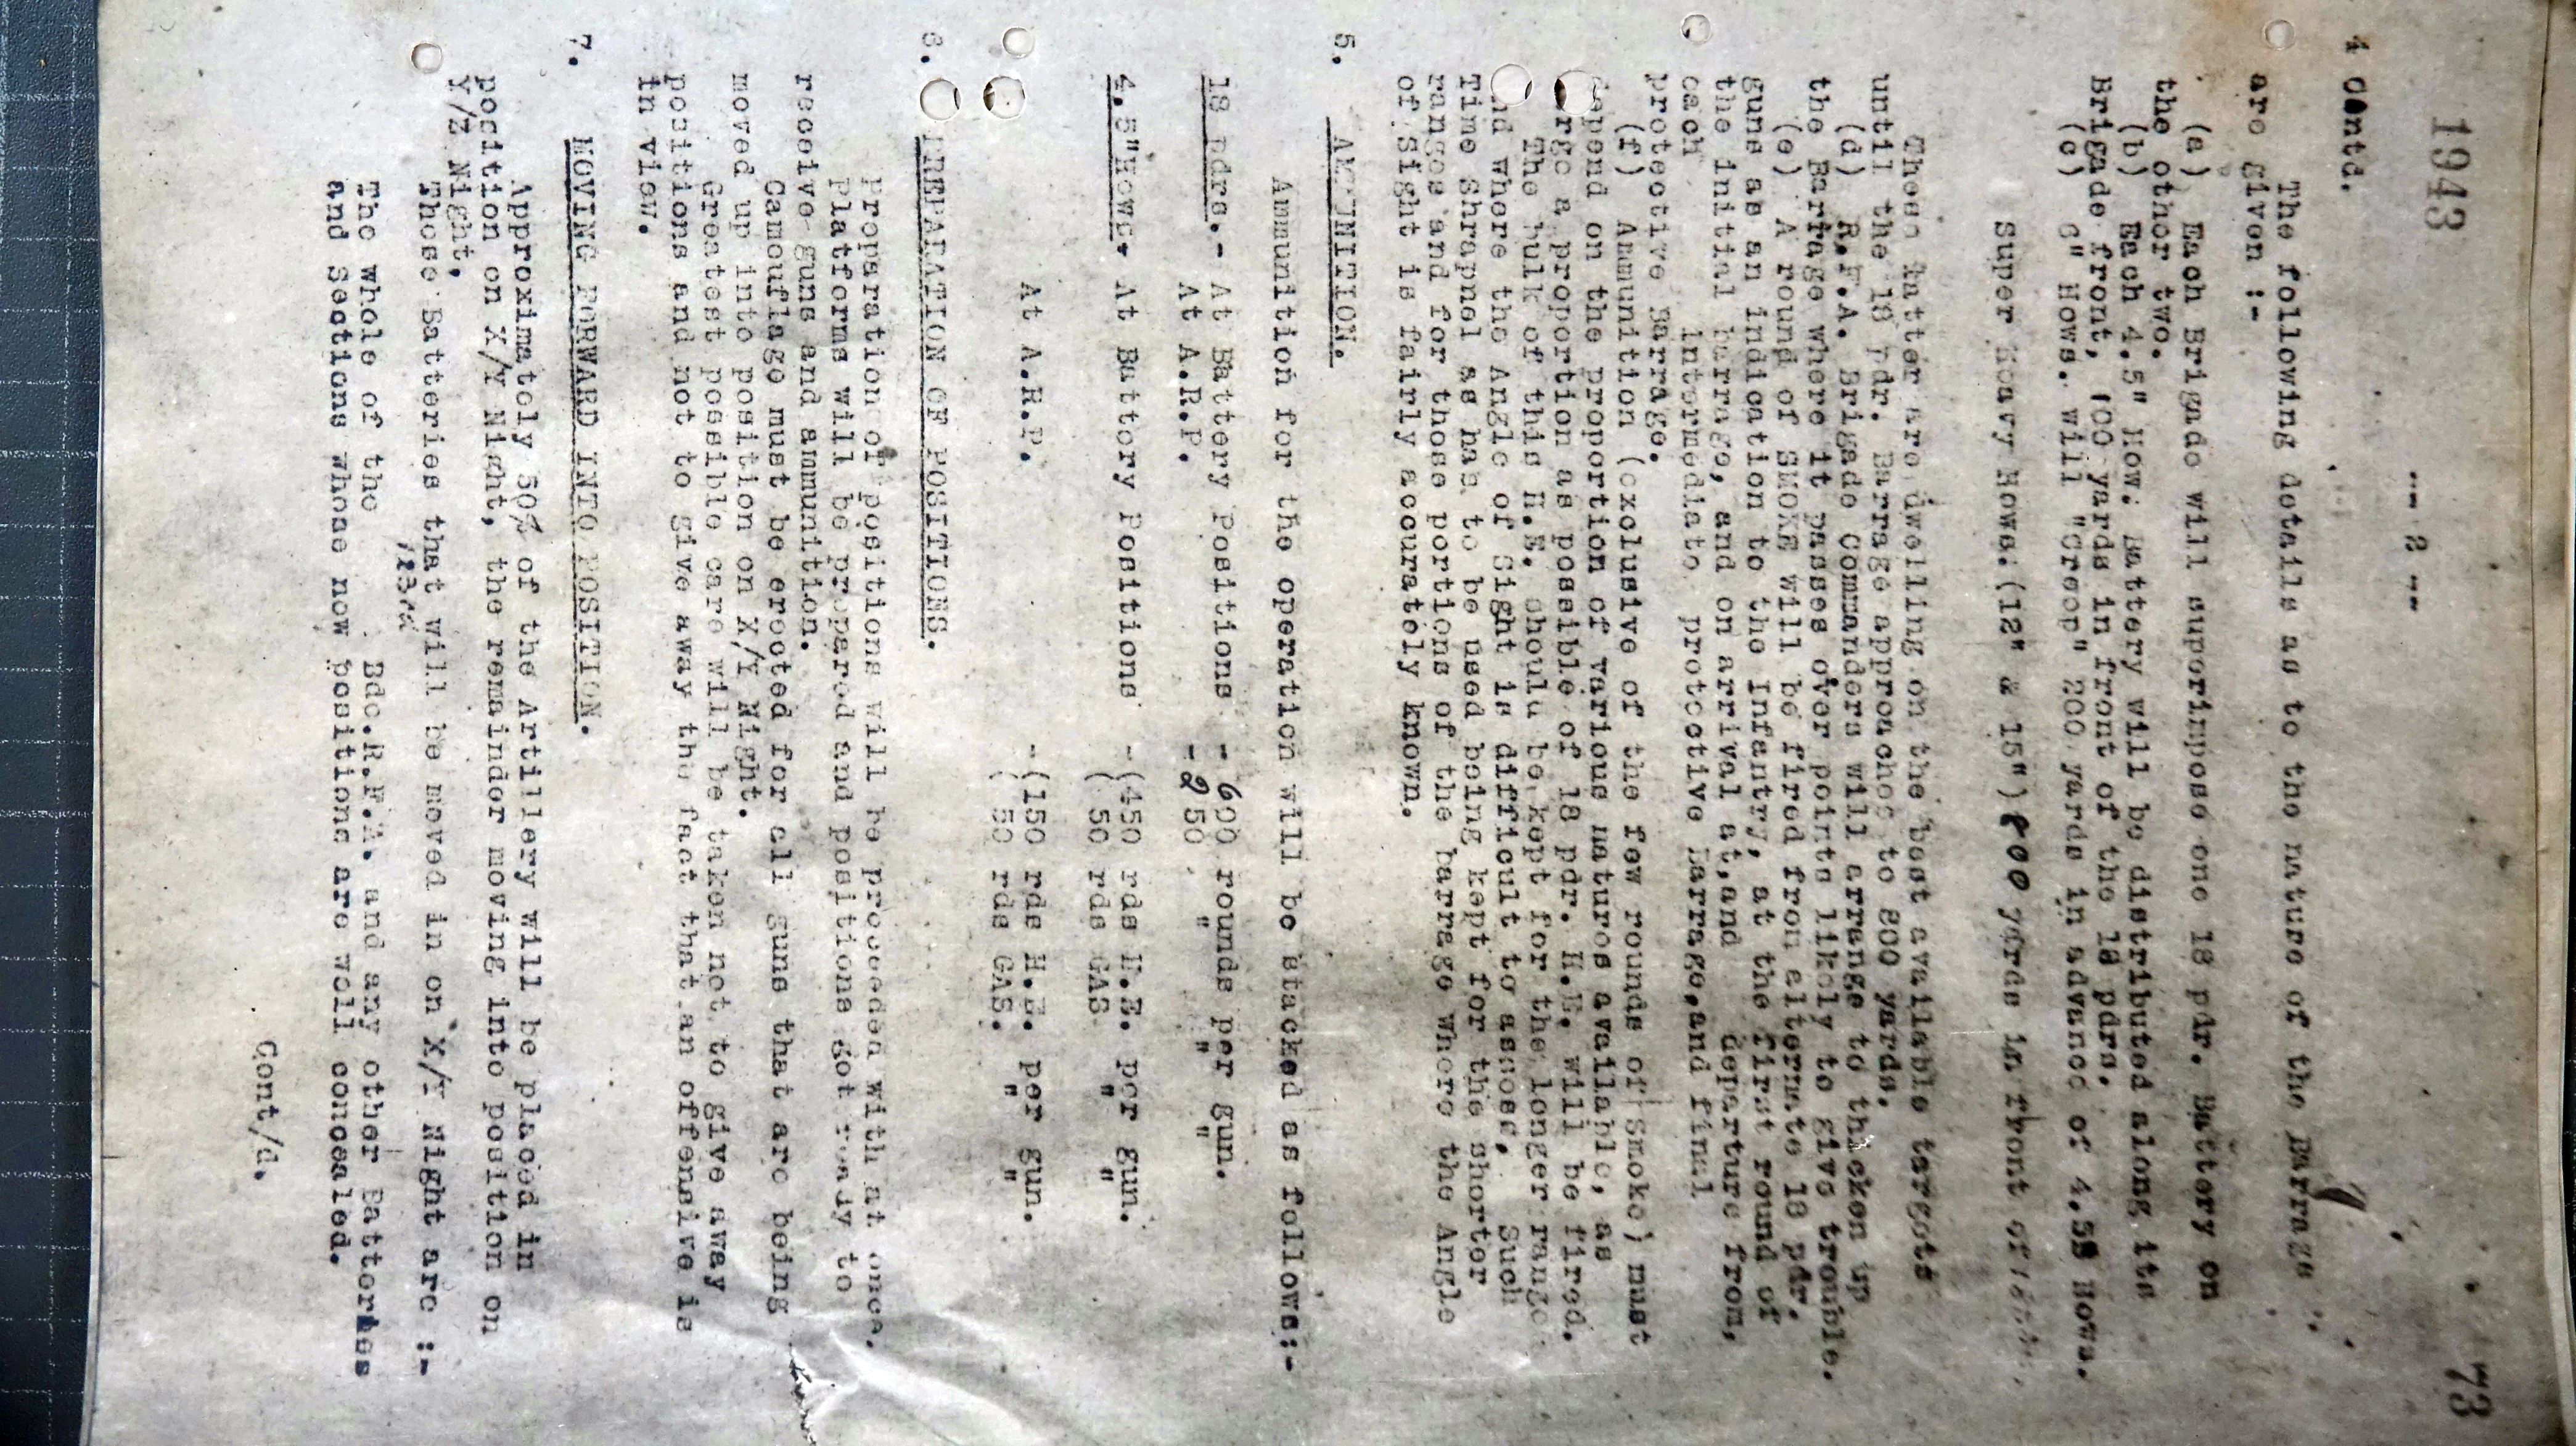 1943
73
-- 2 --
4 Contd.
The following details as to the nature of the Barrage
are given :-
(a) Each Brigade will superimpose one 18 pdr. Battery on
the other two.
(b) Each 4.5" How: Battery will be distributed along its
Brigade front, 100 yards in front of the 18 pdrs.
(c) 6" Hows. will "Creep" 200 yards in advance of 4.5" Hows.
Super Heavy Hows:(12" & 15") 800 yards in front of
These latter are dwelling on the best available targets
until the 18 pdr. Barrage approaches to 800 yards.
(d) R.F.A. Brigade Commanders will arrange to thicken up
the Barrage where it passes over points likely to give trouble.
(e) A round of SMOKE will be fired from alternate 18 pdr.
guns as an indication to the Infantry, at the first round of
the initial barrage, and on arrival at, and departure from,
each intermediate protective Barrage, and final
protective Barrage.
(f) Ammunition (exclusive of the few rounds of Smoke) must
depend on the proportion of various natures available, as
large a proportion as possible of 18 pdr. H.E. will be fired.
The bulk of this H.E. should be kept for the longer range
and where the Angle of Sight is difficult to assess, Such
Time Shrapnel as has to be used being kept for the shorter
ranges and for those portions of the barrage where the Angle
of Sight is fairly accurately known.
5. AMMUNITION.
Ammunition for the operation will be stacked as follows:-
18 pdrs.- At Battery Positions - 600 rounds per gun.
At A.R.P. - 250 " " "
4.5"Hows. At Battery Positions -(450 rds H.E. per gun.
( 50 rds GAS " "
At A.R.P. -(150 rds H.E. per gun.
( 50 rds GAS. " "
6. PREPARATION OF POSITIONS.
Preparation of positions will be proceeded with at once.
Platforms will be prepared and positions got ready to
receive guns and ammunition.
Camouflage must be erected for all guns that are being
moved up into position on X/Y Night.
Greatest possible care will be taken not to give away
positions and not to give away the fact that an offensive is
in view.
7. MOVING FORWARD INTO POSITION.
Approximately 50% of the Artillery will be placed in
position on X/Y Night, the remainder moving into position on
Y/Z Night.
Those Batteries that will be moved in on X/Y Night are :-
The whole of the Bde.R.F.A. and any other Batteries
and Sections whose now positions are well concealed.
Cont/d.